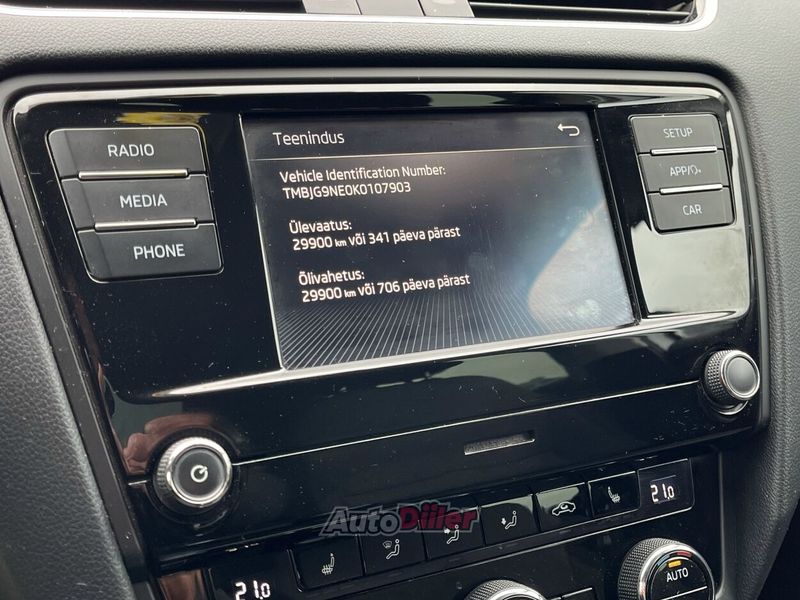 Teenindus
Vehicle Identification Number:
TMBJG9NE0K0107903
Ülevaatus:
29900 km või 341 päeva pärast
Õlivahetus:
29900 km või 706 päeva pärast
RADIO
MEDIA
PHONE
SETUP
APP/
CAR
AutoDiller
21.0
21.0
AUTO